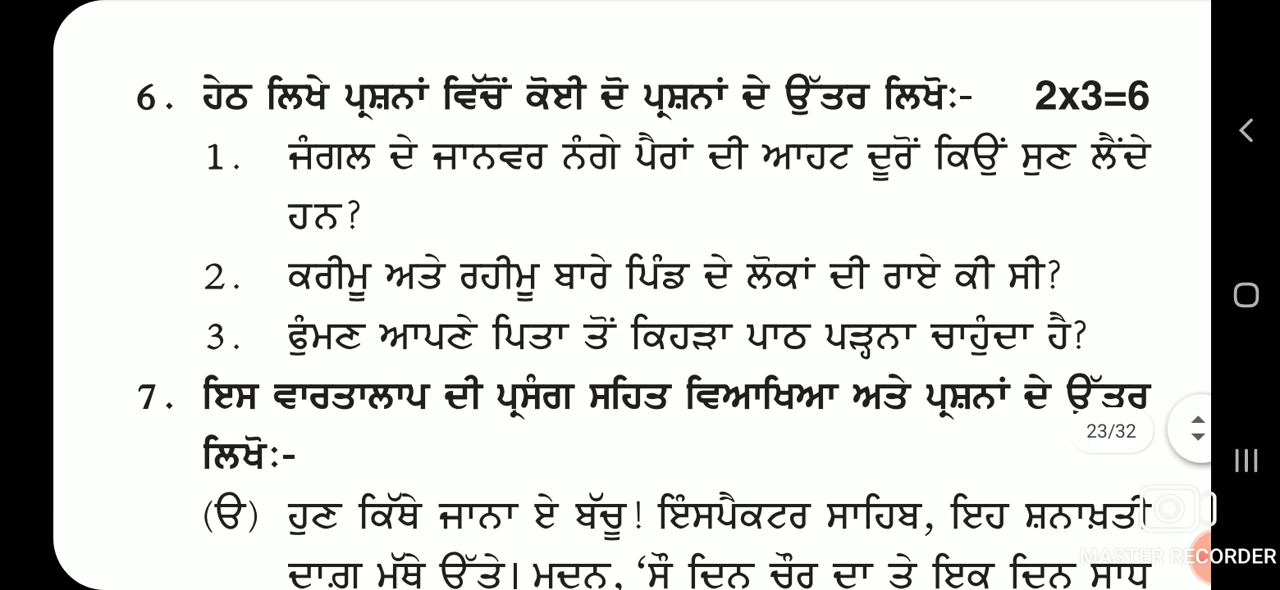 6. ਹੇਠ ਲਿਖੇ ਪ੍ਰਸ਼ਨਾਂ ਵਿੱਚੋਂ ਕੋਈ ਦੋ ਪ੍ਰਸ਼ਨਾਂ ਦੇ ਉੱਤਰ ਲਿਖੋ:- 2x3=6
1. ਜੰਗਲ ਦੇ ਜਾਨਵਰ ਨੰਗੇ ਪੈਰਾਂ ਦੀ ਆਹਟ ਦੂਰੋਂ ਕਿਉਂ ਸੁਣ ਲੈਂਦੇ
ਹਨ?
2. ਕਰੀਮੂ ਅਤੇ ਰਹੀਮੂ ਬਾਰੇ ਪਿੰਡ ਦੇ ਲੋਕਾਂ ਦੀ ਰਾਏ ਕੀ ਸੀ?
3. ਫੁੰਮਣ ਆਪਣੇ ਪਿਤਾ ਤੋਂ ਕਿਹੜਾ ਪਾਠ ਪੜ੍ਹਨਾ ਚਾਹੁੰਦਾ ਹੈ?
7. ਇਸ ਵਾਰਤਾਲਾਪ ਦੀ ਪ੍ਰਸੰਗ ਸਹਿਤ ਵਿਆਖਿਆ ਅਤੇ ਪ੍ਰਸ਼ਨਾਂ ਦੇ ਉੱਤਰ
23/32
ਲਿਖੋ:-
(ੳ) ਹੁਣ ਕਿੱਥੇ ਜਾਨਾ ਏ ਬੱਚੂ! ਇੰਸਪੈਕਟਰ ਸਾਹਿਬ, ਇਹ ਸ਼ਨਾਖ਼ਤੀ
MASTER RECORDER
ਦਾਗ਼ ਮੱਥੇ ਉੱਤੇ। ਮਦਨ, ‘ਸੌ ਦਿਨ ਚੌਰ ਦਾ ਤੇ ਇਕ ਦਿਨ ਸਾਧ